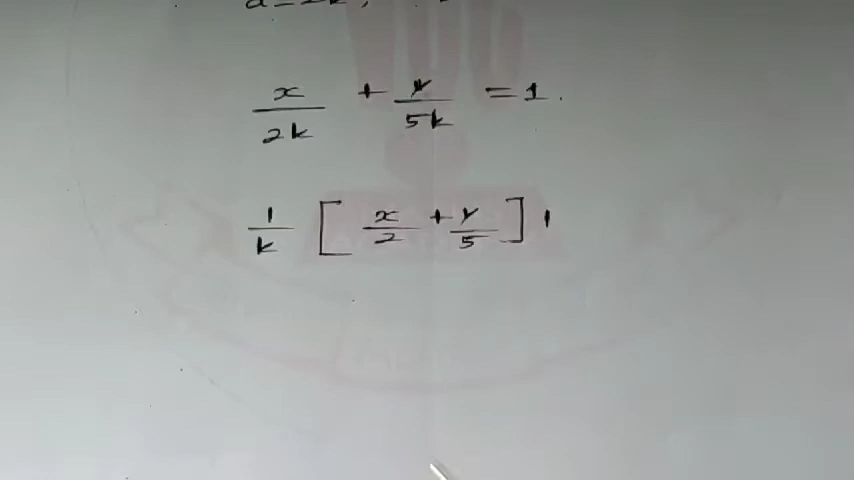 x/2k + y/5k = 1.
1/k [ x/2 + y/5 ] 1